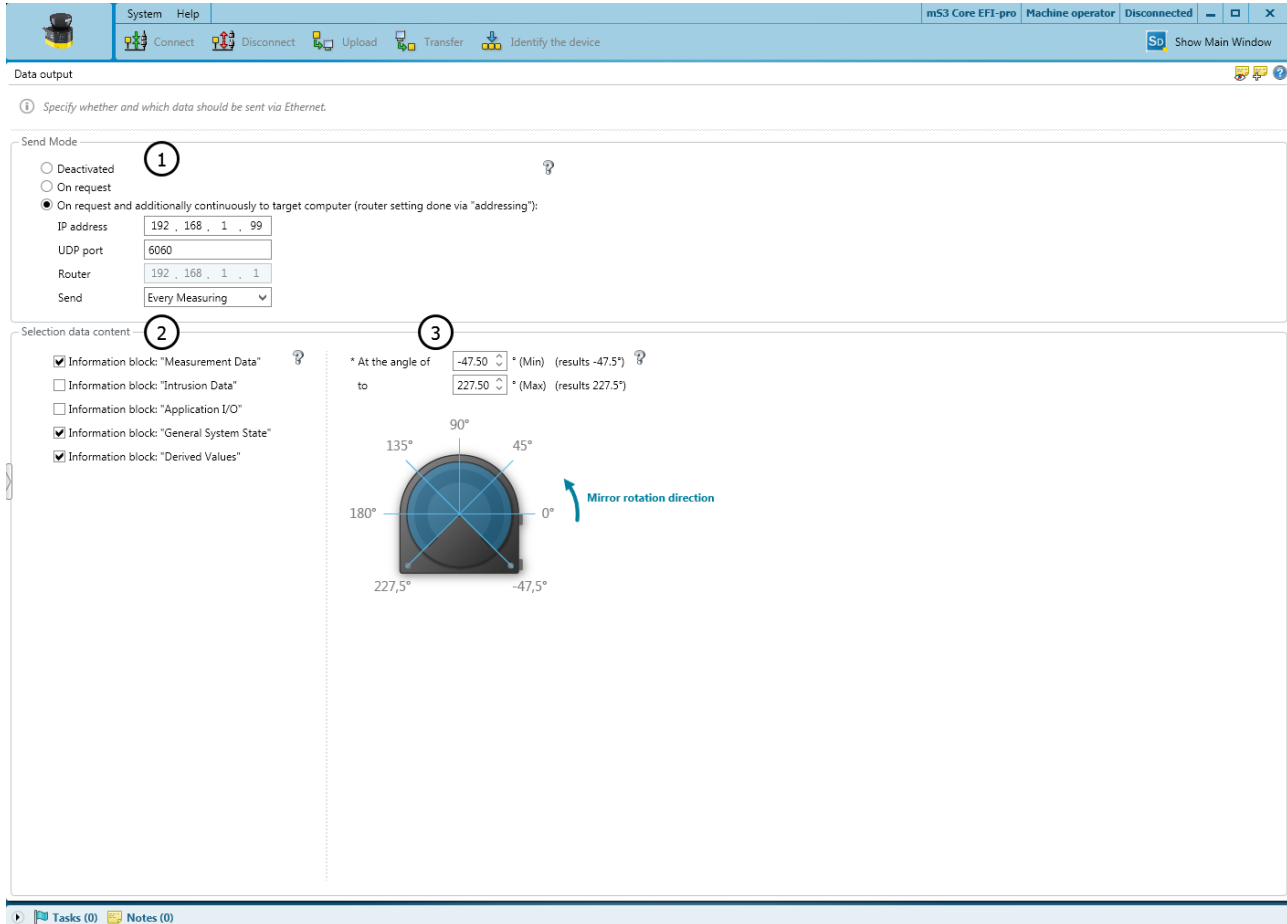 System Help mS3 Core EFI-pro Machine operator Disconnected
Connect Disconnect Upload Transfer Identify the device SD Show Main Window
Data output
Specify whether and which data should be sent via Ethernet.
Send Mode
1
Deactivated
On request
On request and additionally continuously to target computer (router setting done via "addressing"):
IP address 192 . 168 . 1 . 99
UDP port 6060
Router 192 . 168 . 1 . 1
Send Every Measuring
Selection data content
2
3
Information block: "Measurement Data"
Information block: "Intrusion Data"
Information block: "Application I/O"
Information block: "General System State"
Information block: "Derived Values"
* At the angle of -47.50 ° (Min) (results -47.5°)
to 227.50 ° (Max) (results 227.5°)
90°
135° 45°
Mirror rotation direction
180° 0°
227,5° -47,5°
Tasks (0) Notes (0)